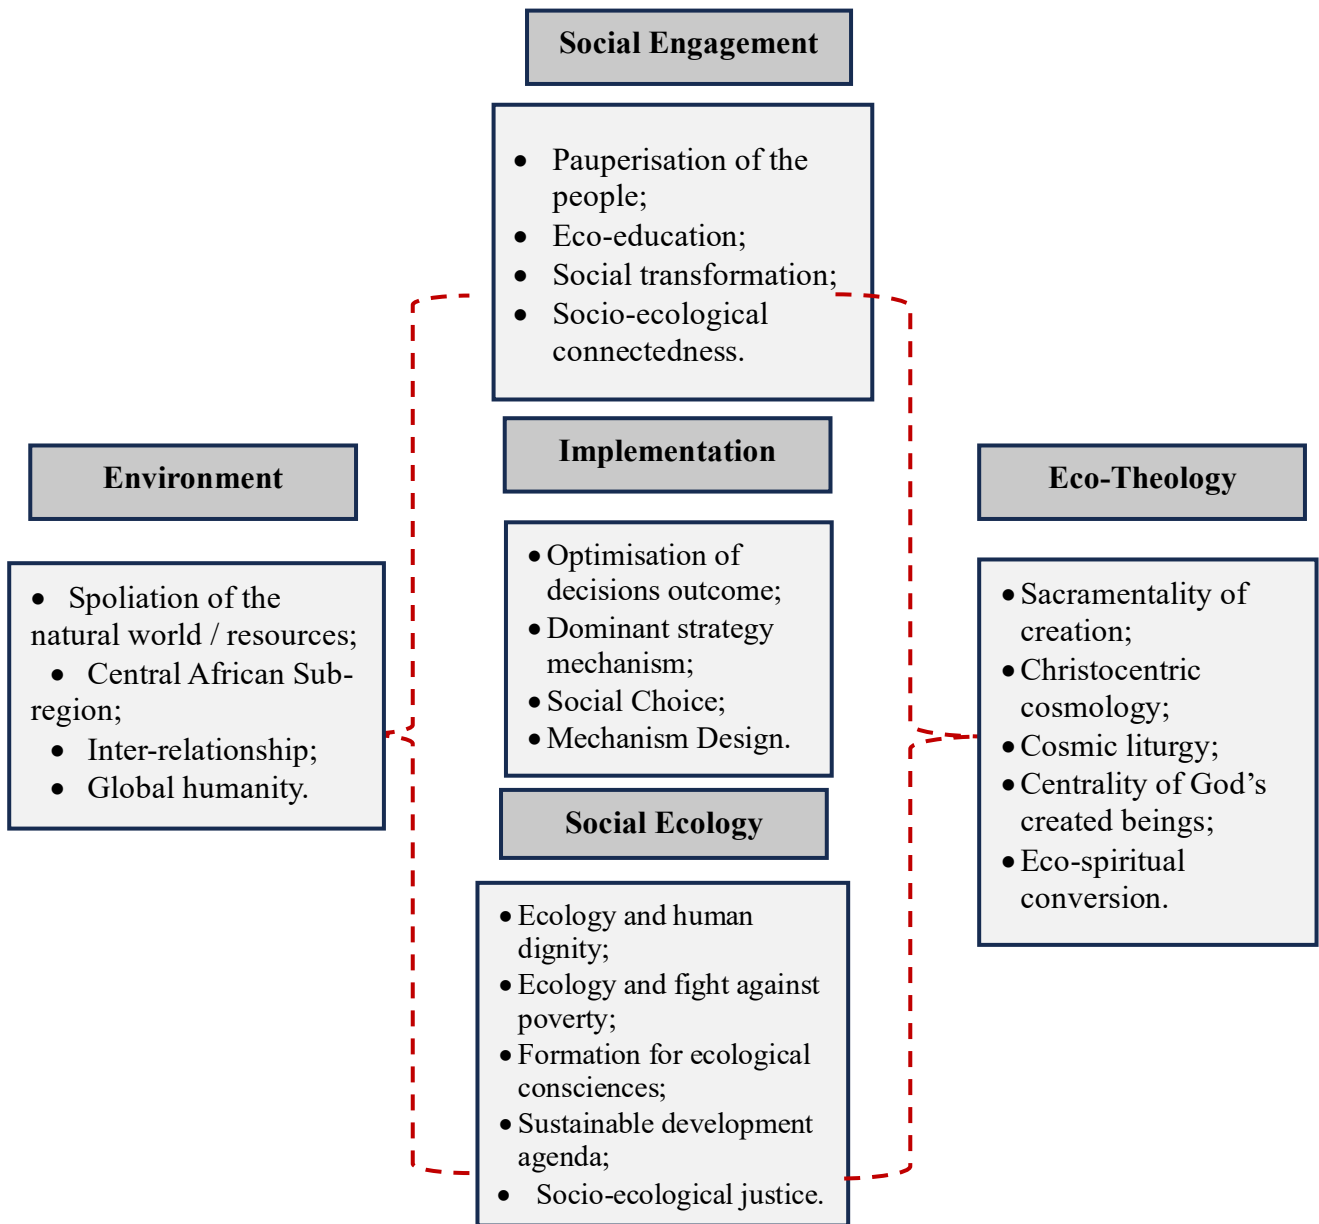 Social Engagement
• Pauperisation of the
people;
• Eco-education;
• Social transformation;
• Socio-ecological
connectedness.
Environment
• Spoliation of the
natural world / resources;
• Central African Sub-
region;
• Inter-relationship;
• Global humanity.
Implementation
• Optimisation of
decisions outcome;
• Dominant strategy
mechanism;
• Social Choice;
• Mechanism Design.
Eco-Theology
• Sacramentality of
creation;
• Christocentric
cosmology;
• Cosmic liturgy;
• Centrality of God’s
created beings;
• Eco-spiritual
conversion.
Social Ecology
• Ecology and human
dignity;
• Ecology and fight against
poverty;
• Formation for ecological
consciences;
• Sustainable development
agenda;
• Socio-ecological justice.